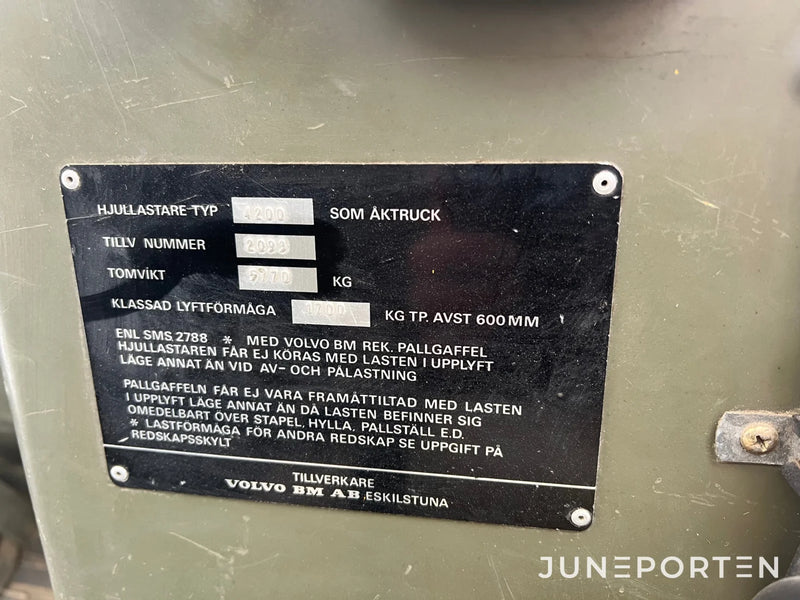 HJULLASTARE TYP 4200 SOM ÅKTRUCK
TILLV NUMMER 2093
TOMVIKT KG
KLASSAD LYFTFÖRMÅGA 1700 KG TP. AVST 600 MM
ENL SMS 2788 * MED VOLVO BM REK. PALLGAFFEL
HJULLASTAREN FÅR EJ KÖRAS MED LASTEN I UPPLYFT
LÄGE ANNAT ÄN VID AV- OCH PÅLASTNING
PALLGAFFELN FÅR EJ VARA FRAMÅTTILTAD MED LASTEN
I UPPLYFT LÄGE ANNAT ÄN DÅ LASTEN BEFINNER SIG
OMEDELBART ÖVER STAPEL, HYLLA, PALLSTÄLL E.D.
* LASTFÖRMÅGA FÖR ANDRA REDSKAP SE UPPGIFT PÅ
REDSKAPSSKYLT
TILLVERKARE
VOLVO BM AB ESKILSTUNA
JUNEPORTEN